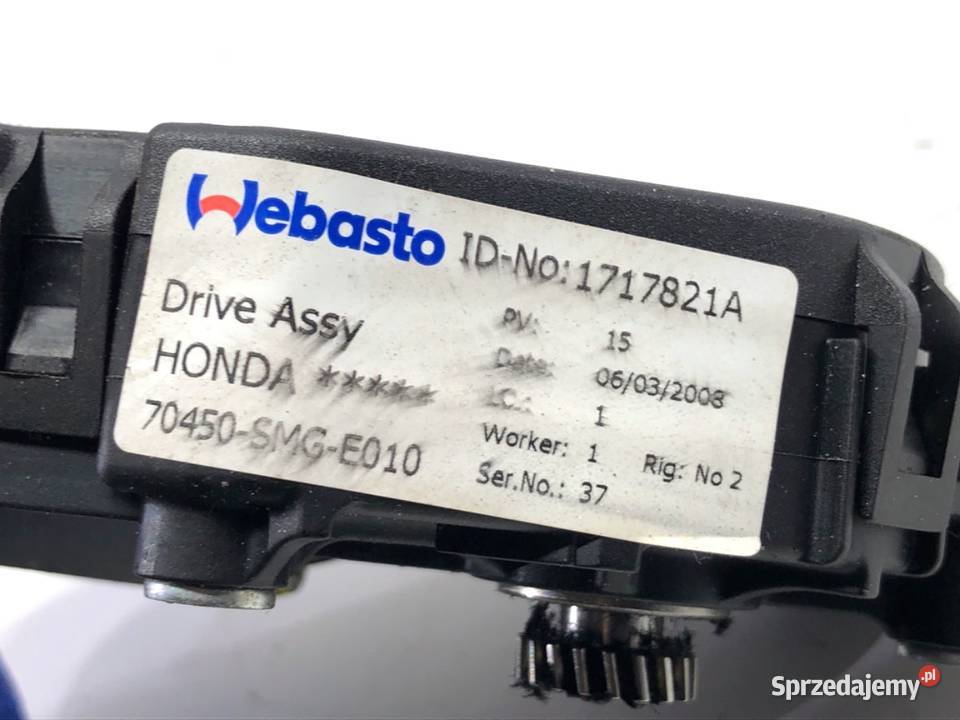 Webasto ID-No:1717821A
Drive Assy PV: 15
HONDA ***** Date: 06/03/2008
70450-SMG-E010 LC.: 1
Worker: 1 Rig: No 2
Ser.No.: 37
Sprzedajemy.pl